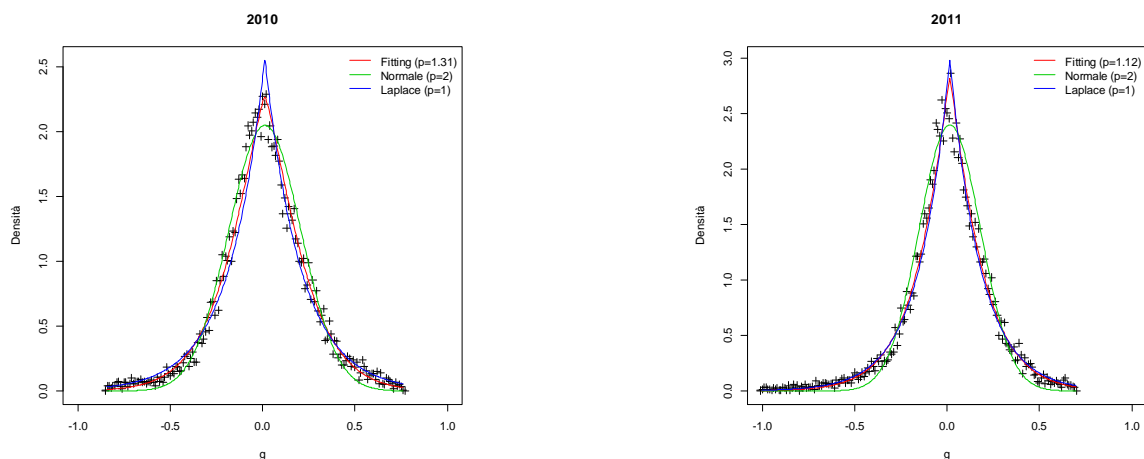 2010
Fitting (p=1.31)
Normale (p=2)
Laplace (p=1)
Densità
2.5
2.0
1.5
1.0
0.5
0.0
-1.0 -0.5 0.0 0.5 1.0
g
2011
Fitting (p=1.12)
Normale (p=2)
Laplace (p=1)
Densità
3.0
2.5
2.0
1.5
1.0
0.5
0.0
-1.0 -0.5 0.0 0.5 1.0
g